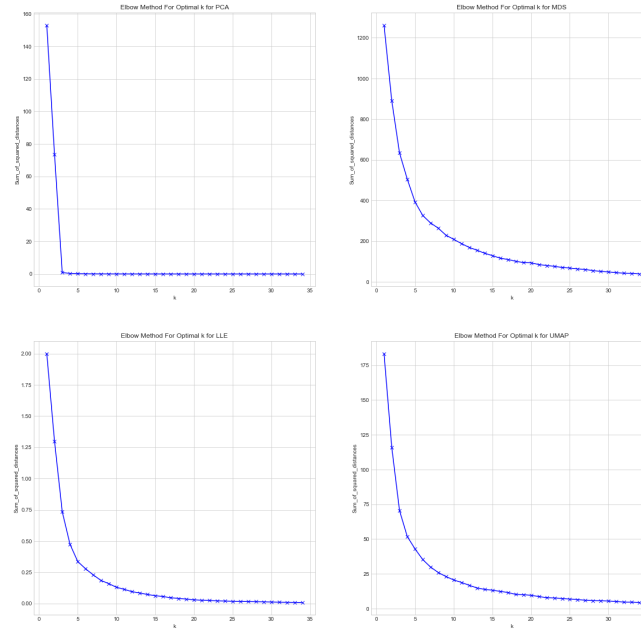 Elbow Method For Optimal k for PCA
160
140
120
100
80
60
40
20
0
Sum_of_squared_distances
0 5 10 15 20 25 30 35
k
Elbow Method For Optimal k for MDS
1200
1000
800
600
400
200
0
Sum_of_squared_distances
0 5 10 15 20 25 30
k
Elbow Method For Optimal k for LLE
2.00
1.75
1.50
1.25
1.00
0.75
0.50
0.25
0.00
Sum_of_squared_distances
0 5 10 15 20 25 30 35
k
Elbow Method For Optimal k for UMAP
175
150
125
100
75
50
25
0
Sum_of_squared_distances
0 5 10 15 20 25 30
k